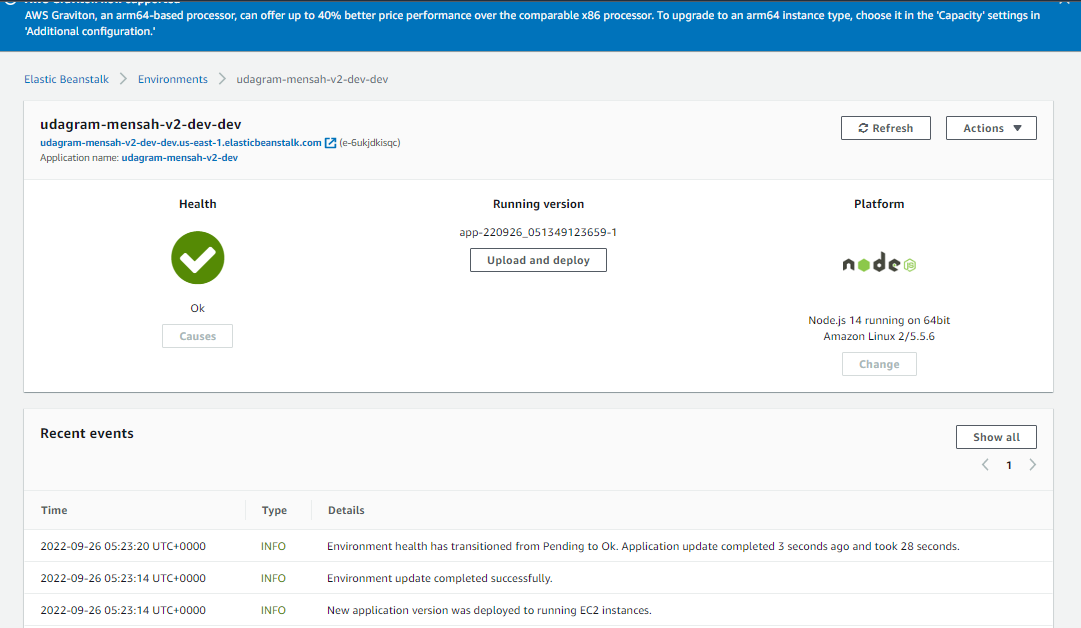 AWS Graviton now supported
AWS Graviton, an arm64-based processor, can offer up to 40% better price performance over the comparable x86 processor. To upgrade to an arm64 instance type, choose it in the 'Capacity' settings in
'Additional configuration.'
Elastic Beanstalk > Environments > udagram-mensah-v2-dev-dev
udagram-mensah-v2-dev-dev
udagram-mensah-v2-dev-dev.us-east-1.elasticbeanstalk.com (e-6ukjdkisqc)
Application name: udagram-mensah-v2-dev
Refresh
Actions
Health
Ok
Causes
Running version
app-220926_051349123659-1
Upload and deploy
Platform
node JS
Node.js 14 running on 64bit
Amazon Linux 2/5.5.6
Change
Recent events
Show all
< 1 >
Time Type Details
2022-09-26 05:23:20 UTC+0000 INFO Environment health has transitioned from Pending to Ok. Application update completed 3 seconds ago and took 28 seconds.
2022-09-26 05:23:14 UTC+0000 INFO Environment update completed successfully.
2022-09-26 05:23:14 UTC+0000 INFO New application version was deployed to running EC2 instances.